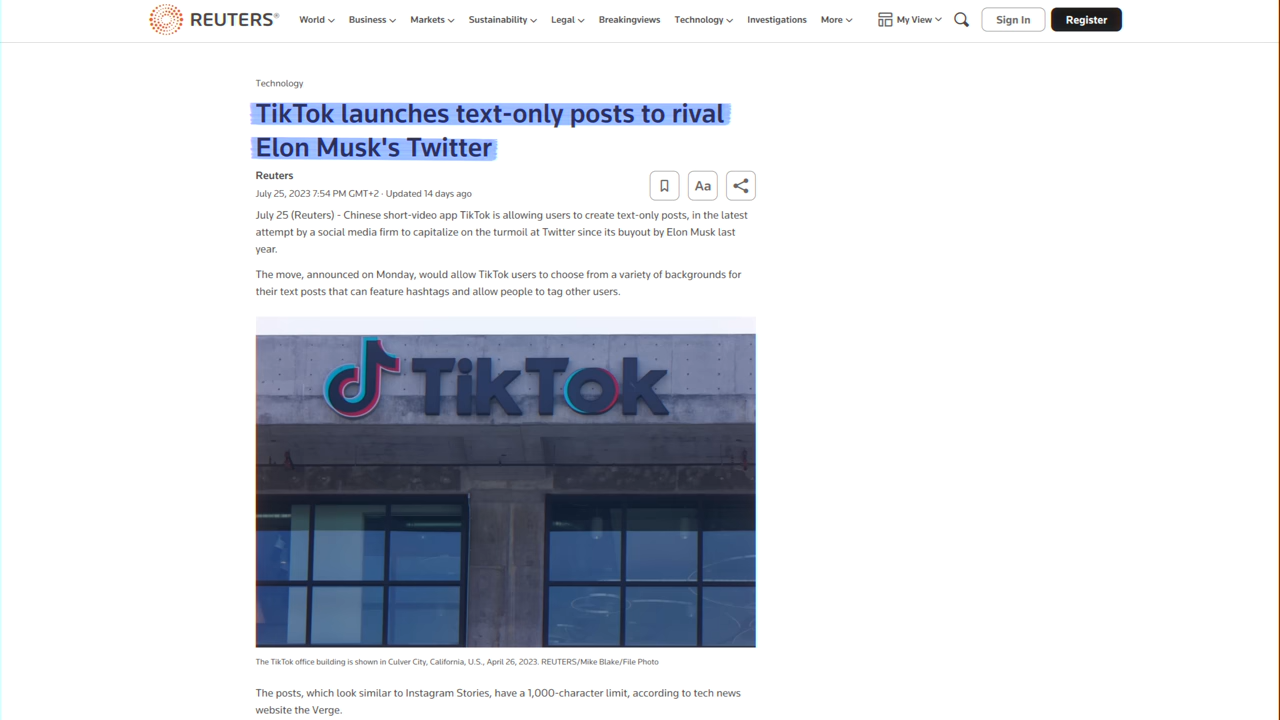 REUTERS®
World
Business
Markets
Sustainability
Legal
Breakingviews
Technology
Investigations
More
My View
Sign In
Register
Technology
TikTok launches text-only posts to rival
Elon Musk's Twitter
Reuters
July 25, 2023 7:54 PM GMT+2 · Updated 14 days ago
Aa
July 25 (Reuters) - Chinese short-video app TikTok is allowing users to create text-only posts, in the latest
attempt by a social media firm to capitalize on the turmoil at Twitter since its buyout by Elon Musk last
year.
The move, announced on Monday, would allow TikTok users to choose from a variety of backgrounds for
their text posts that can feature hashtags and allow people to tag other users.
TikTok
The TikTok office building is shown in Culver City, California, U.S., April 26, 2023. REUTERS/Mike Blake/File Photo
The posts, which look similar to Instagram Stories, have a 1,000-character limit, according to tech news
website the Verge.